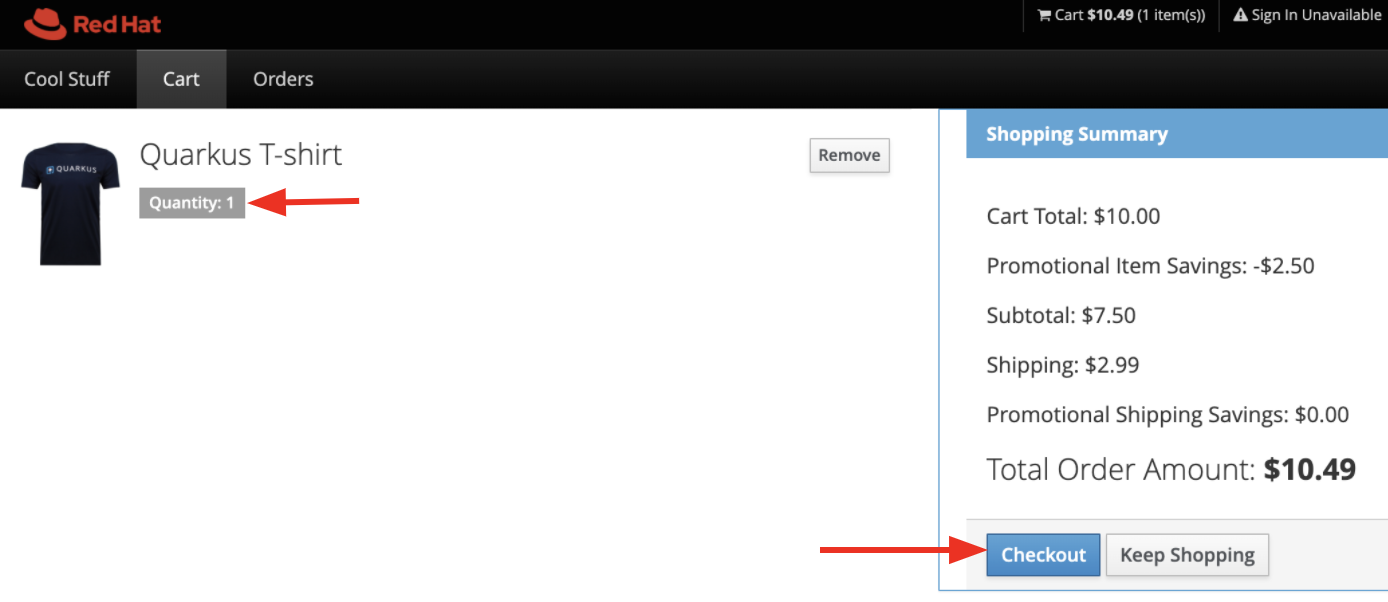 Red Hat
Cart $10.49 (1 item(s))
Sign In Unavailable
Cool Stuff
Cart
Orders
QUARKUS
Quarkus T-shirt
Quantity: 1
Remove
Shopping Summary
Cart Total: $10.00
Promotional Item Savings: -$2.50
Subtotal: $7.50
Shipping: $2.99
Promotional Shipping Savings: $0.00
Total Order Amount: $10.49
Checkout
Keep Shopping